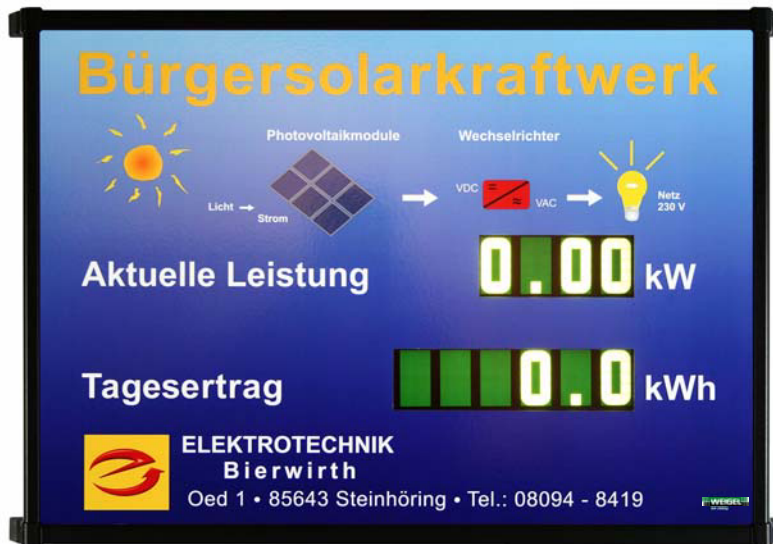 Bürgersolarkraftwerk
Photovoltaikmodule
Wechselrichter
Licht
Strom
VDC
VAC
Netz
230 V
Aktuelle Leistung 0.00 kW
Tagesertrag 0.0 kWh
ELEKTROTECHNIK
Bierwirth
Oed 1 • 85643 Steinhöring • Tel.: 08094 - 8419
WEIGEL